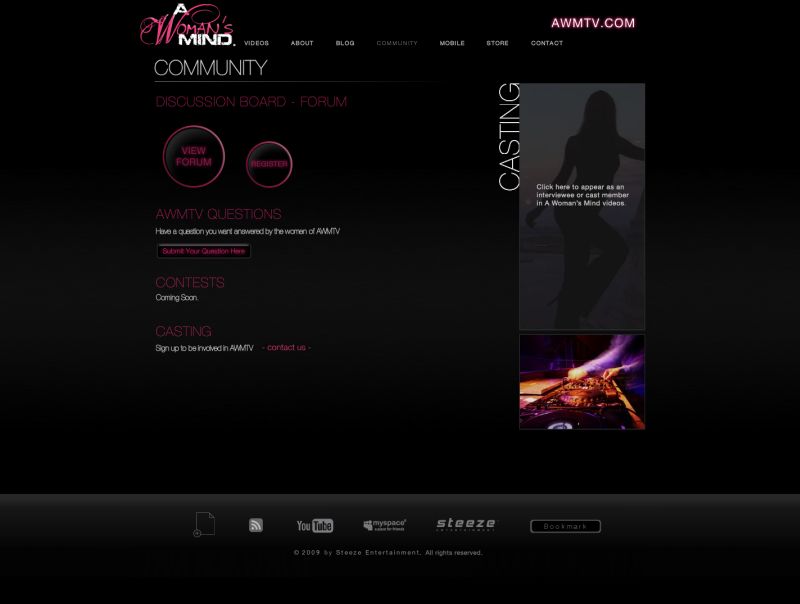 A
Woman's
MIND.
AWMTV.COM
VIDEOS ABOUT BLOG COMMUNITY MOBILE STORE CONTACT
COMMUNITY
DISCUSSION BOARD - FORUM
VIEW
FORUM
REGISTER
AWMTV QUESTIONS
Have a question you want answered by the women of AWMTV
Submit Your Question Here
CONTESTS
Coming Soon.
CASTING
Sign up to be involved in AWMTV - contact us -
CASTING
Click here to appear as an
interviewee or cast member
in A Woman's Mind videos.
YouTube
myspace
a place for friends
steeze
entertainment
Bookmark
© 2009 by Steeze Entertainment. All rights reserved.